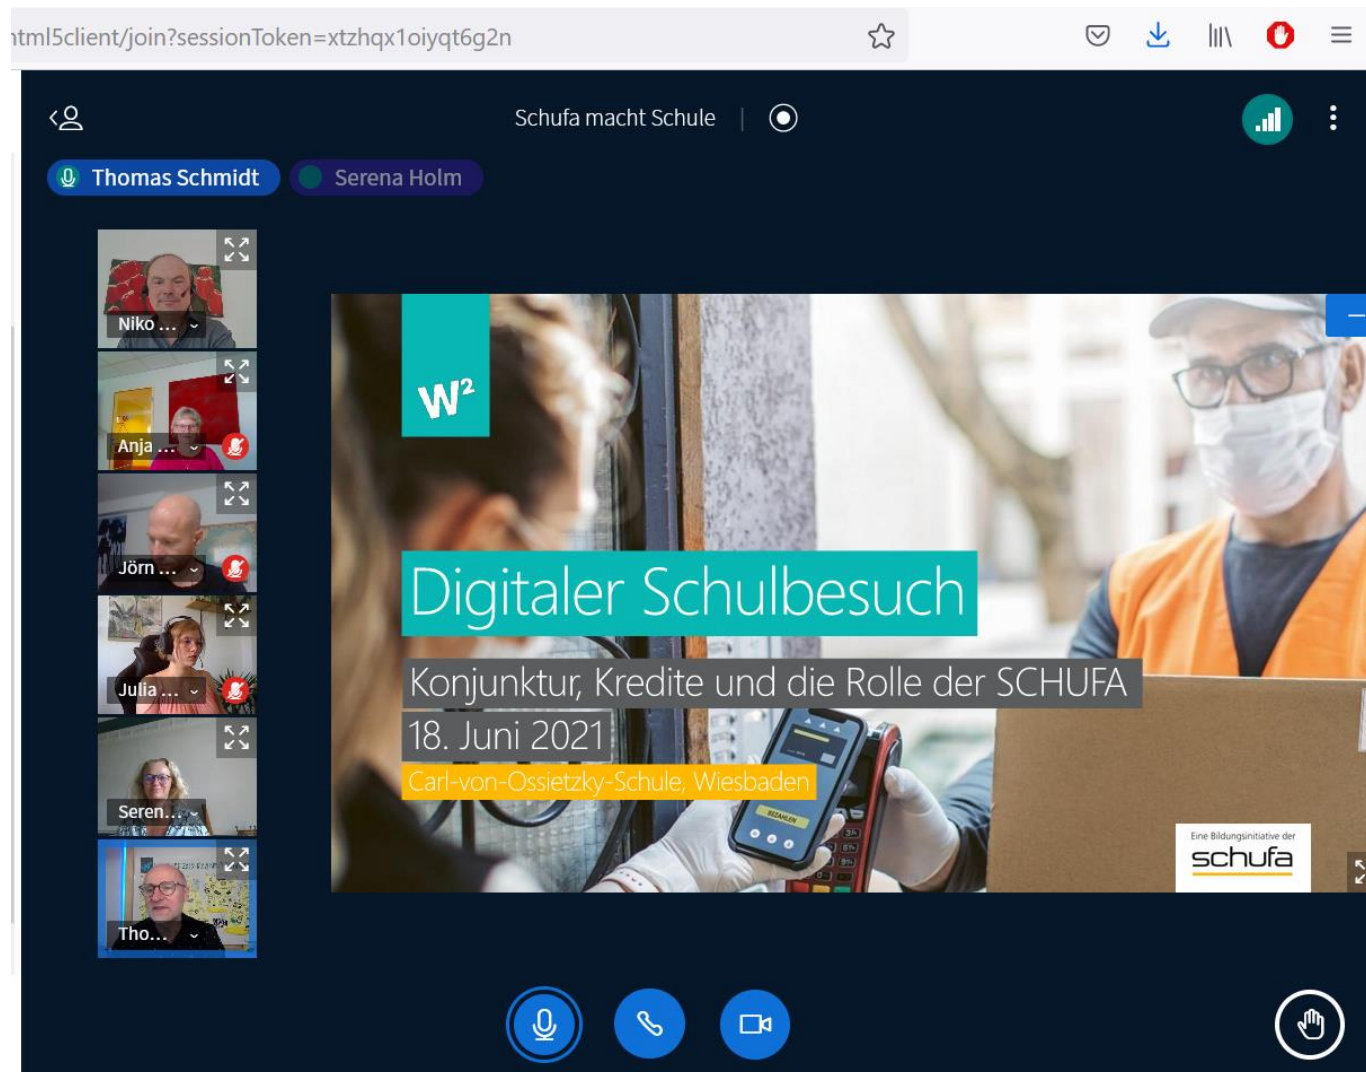 html5client/join?sessionToken=xtzhqx1oiyqt6g2n
Schufa macht Schule
Thomas Schmidt
Serena Holm
Niko ...
Anja ...
Jörn ...
Julia ...
Seren...
Tho...
W²
Digitaler Schulbesuch
Konjunktur, Kredite und die Rolle der SCHUFA
18. Juni 2021
Carl-von-Ossietzky-Schule, Wiesbaden
BEZAHLEN
Eine Bildungsinitiative der
schufa